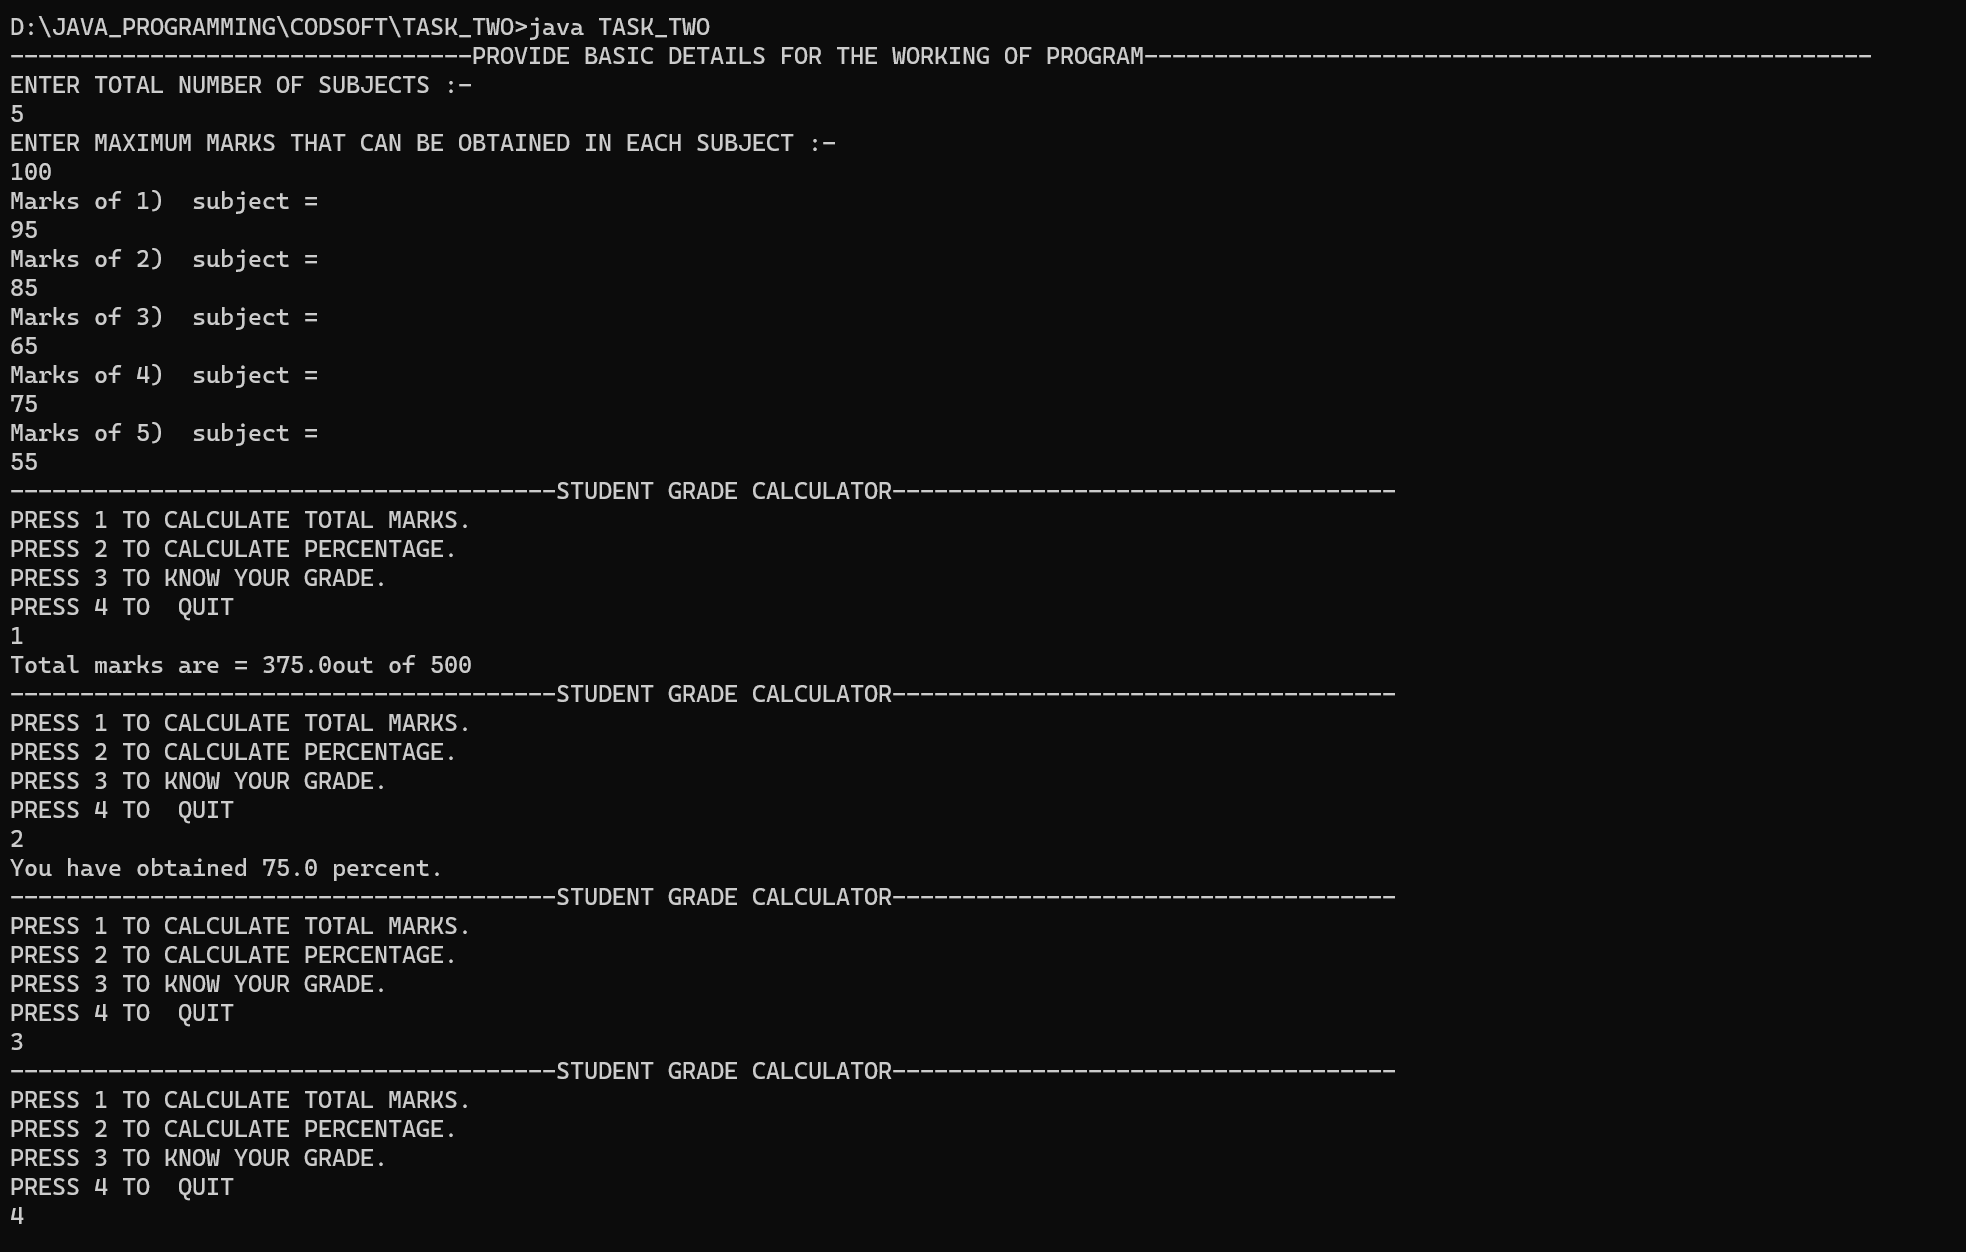 D:\JAVA_PROGRAMMING\CODSOFT\TASK_TWO>java TASK_TWO
---------------------------------PROVIDE BASIC DETAILS FOR THE WORKING OF PROGRAM----------------------------------------------------
ENTER TOTAL NUMBER OF SUBJECTS :-
5
ENTER MAXIMUM MARKS THAT CAN BE OBTAINED IN EACH SUBJECT :-
100
Marks of 1)  subject =
95
Marks of 2)  subject =
85
Marks of 3)  subject =
65
Marks of 4)  subject =
75
Marks of 5)  subject =
55
---------------------------------------STUDENT GRADE CALCULATOR------------------------------------
PRESS 1 TO CALCULATE TOTAL MARKS.
PRESS 2 TO CALCULATE PERCENTAGE.
PRESS 3 TO KNOW YOUR GRADE.
PRESS 4 TO  QUIT
1
Total marks are = 375.0out of 500
---------------------------------------STUDENT GRADE CALCULATOR------------------------------------
PRESS 1 TO CALCULATE TOTAL MARKS.
PRESS 2 TO CALCULATE PERCENTAGE.
PRESS 3 TO KNOW YOUR GRADE.
PRESS 4 TO  QUIT
2
You have obtained 75.0 percent.
---------------------------------------STUDENT GRADE CALCULATOR------------------------------------
PRESS 1 TO CALCULATE TOTAL MARKS.
PRESS 2 TO CALCULATE PERCENTAGE.
PRESS 3 TO KNOW YOUR GRADE.
PRESS 4 TO  QUIT
3
---------------------------------------STUDENT GRADE CALCULATOR------------------------------------
PRESS 1 TO CALCULATE TOTAL MARKS.
PRESS 2 TO CALCULATE PERCENTAGE.
PRESS 3 TO KNOW YOUR GRADE.
PRESS 4 TO  QUIT
4